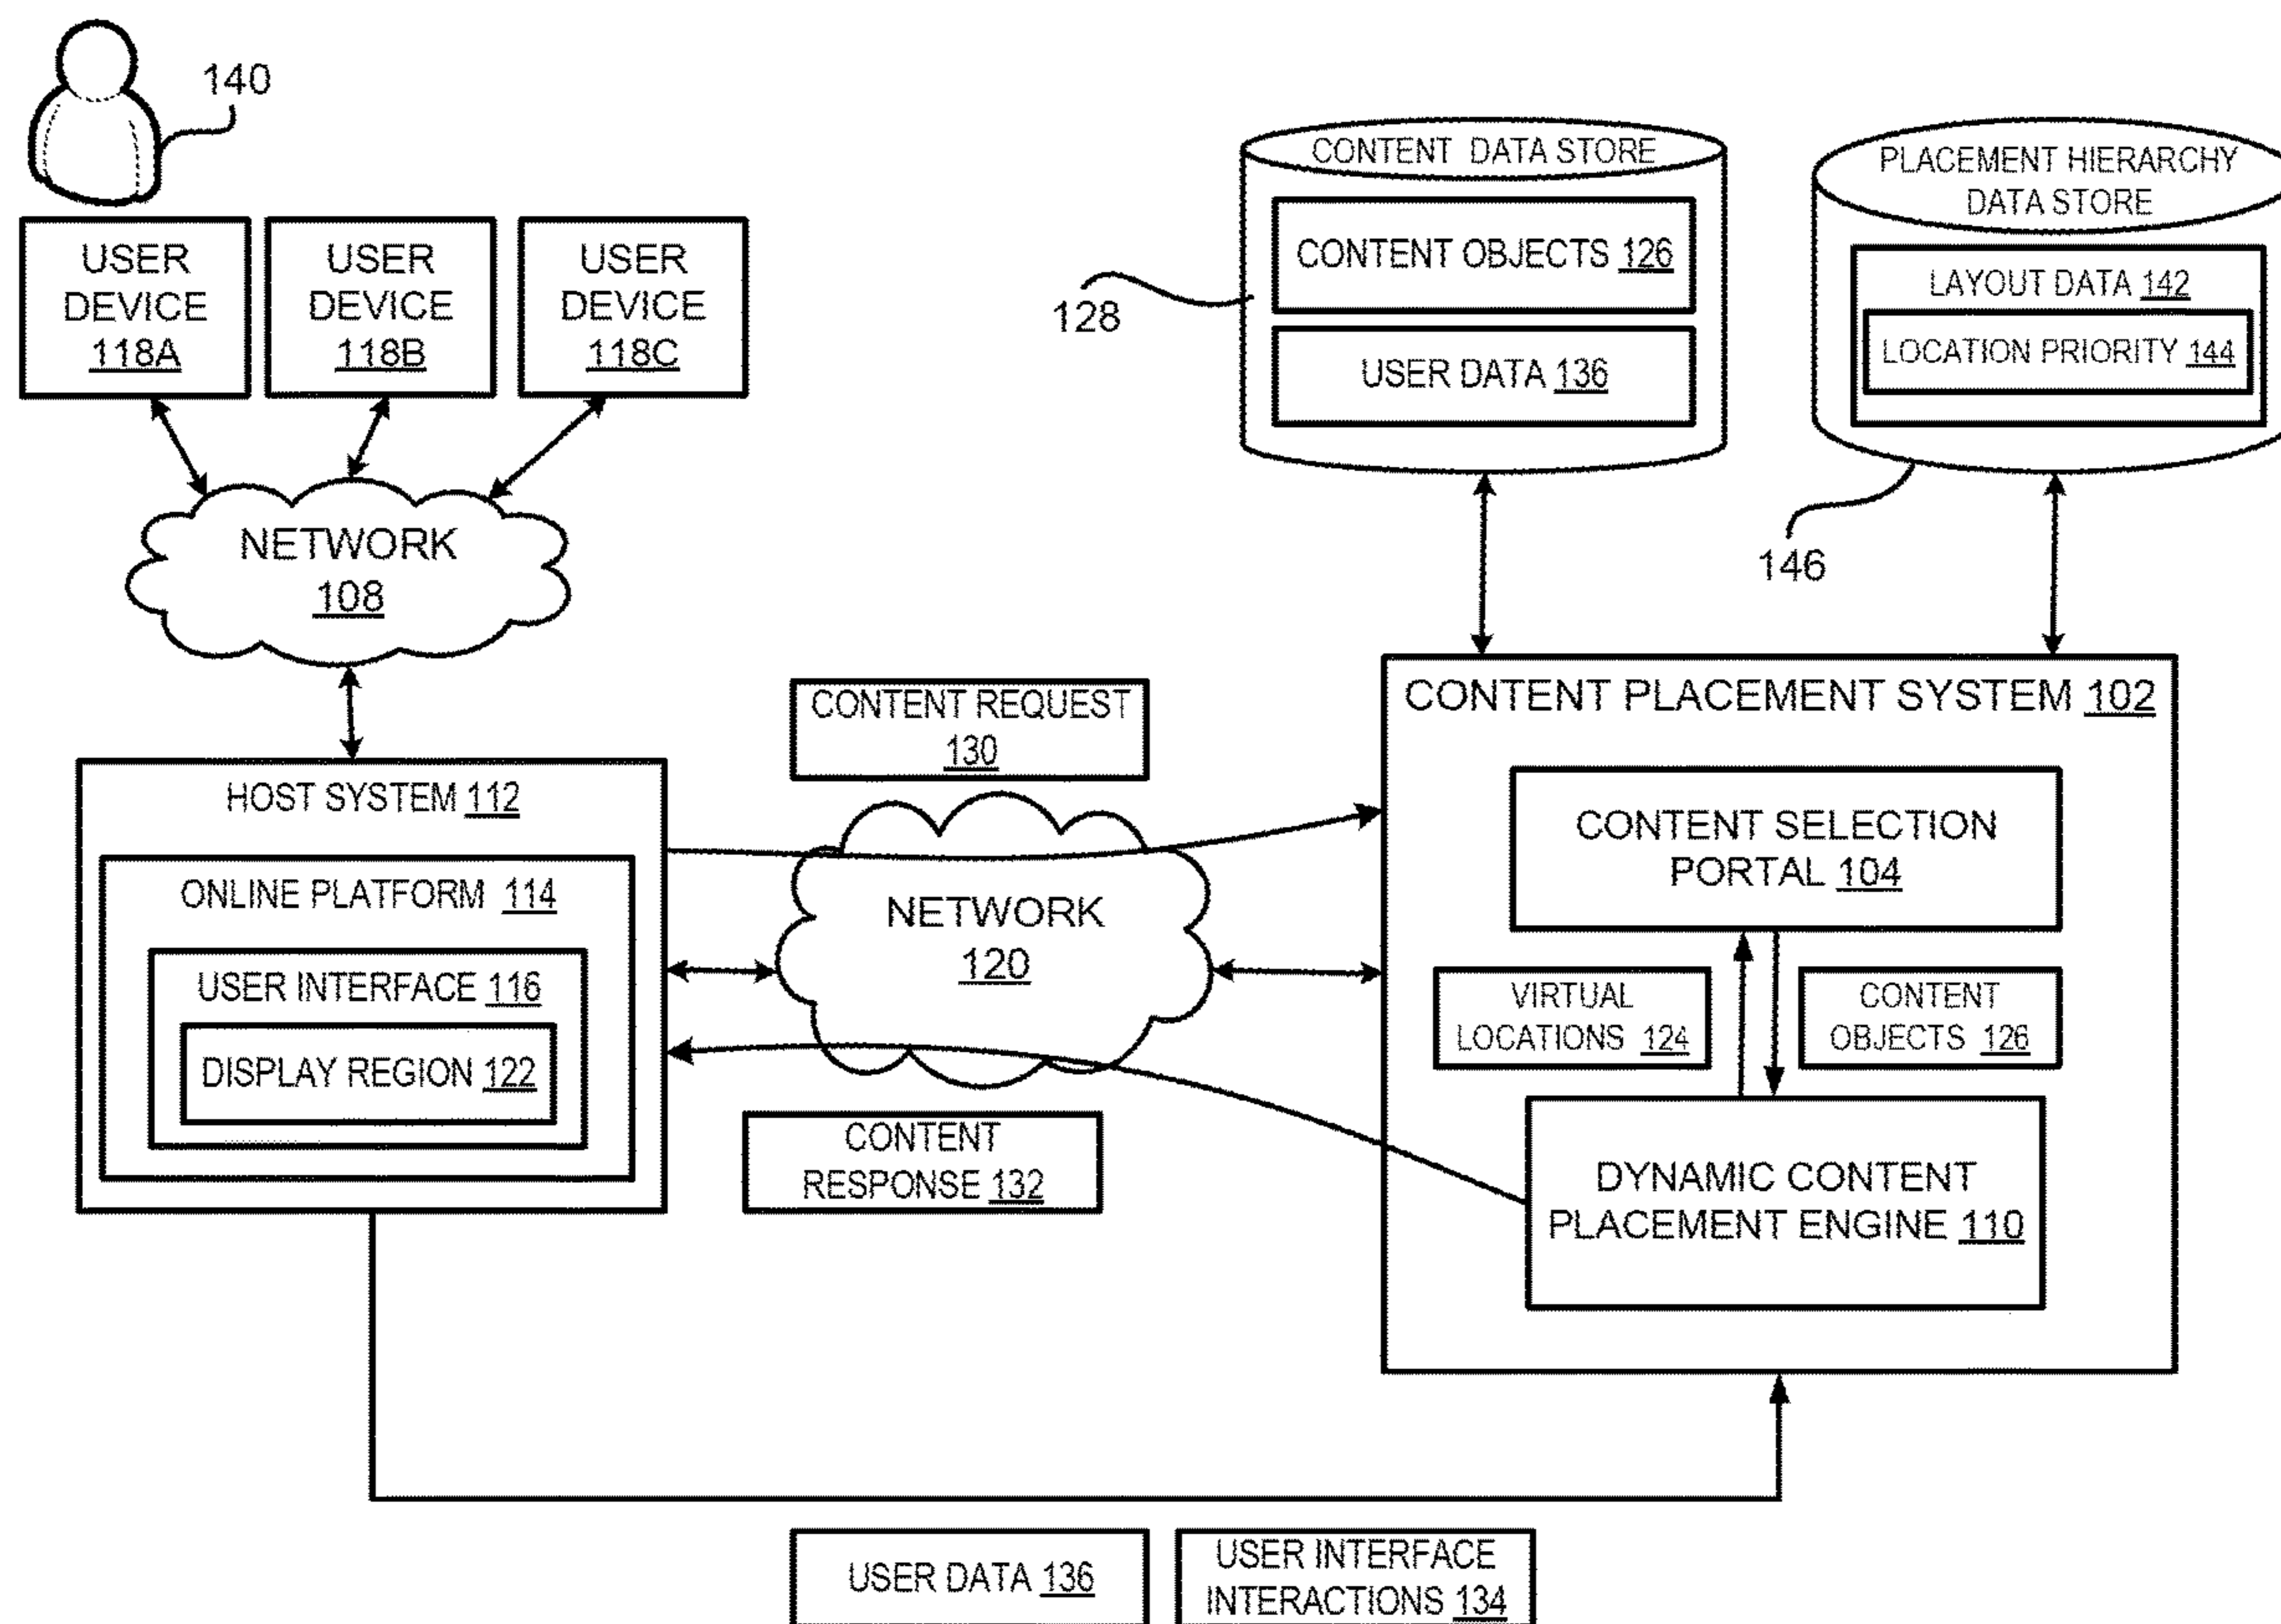 140
USER
DEVICE
118A
USER
DEVICE
118B
USER
DEVICE
118C
NETWORK
108
CONTENT DATA STORE
CONTENT OBJECTS 126
USER DATA 136
128
PLACEMENT HIERARCHY
DATA STORE
LAYOUT DATA 142
LOCATION PRIORITY 144
146
HOST SYSTEM 112
ONLINE PLATFORM 114
USER INTERFACE 116
DISPLAY REGION 122
CONTENT REQUEST
130
NETWORK
120
CONTENT
RESPONSE 132
CONTENT PLACEMENT SYSTEM 102
CONTENT SELECTION
PORTAL 104
VIRTUAL
LOCATIONS 124
CONTENT
OBJECTS 126
DYNAMIC CONTENT
PLACEMENT ENGINE 110
USER DATA 136
USER INTERFACE
INTERACTIONS 134